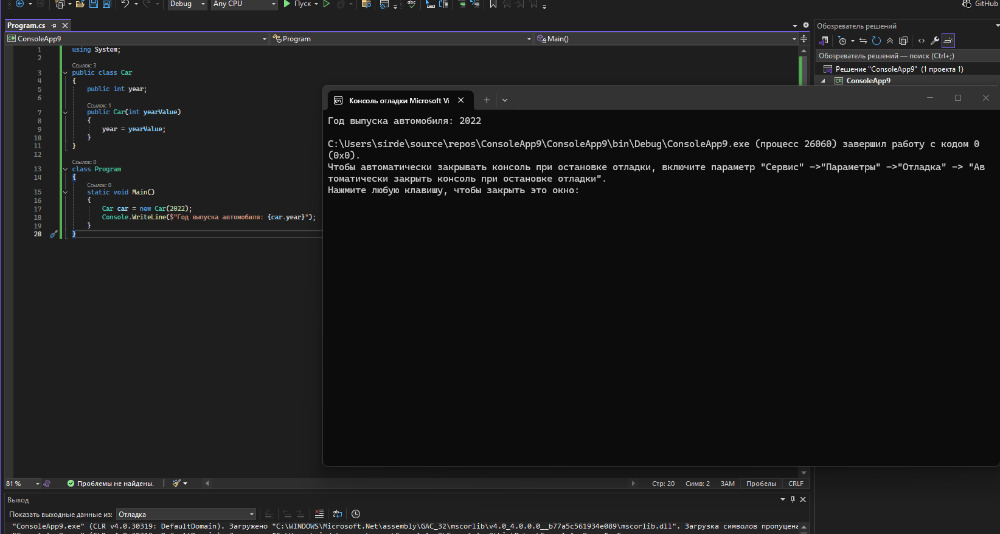 Debug Any CPU Пуск GitHub
Program.cs
ConsoleApp9 Program Main()
1 using System;
2
Ссылок: 3
3 public class Car
4 {
5 public int year;
6
Ссылок: 1
7 public Car(int yearValue)
8 {
9 year = yearValue;
10 }
11 }
12
Ссылок: 0
13 class Program
14 {
Ссылок: 0
15 static void Main()
16 {
17 Car car = new Car(2022);
18 Console.WriteLine($"Год выпуска автомобиля: {car.year}");
19 }
20 }
Консоль отладки Microsoft Vi
Год выпуска автомобиля: 2022
C:\Users\sirde\source\repos\ConsoleApp9\ConsoleApp9\bin\Debug\ConsoleApp9.exe (процесс 26060) завершил работу с кодом 0
(0x0).
Чтобы автоматически закрывать консоль при остановке отладки, включите параметр "Сервис" ->"Параметры" ->"Отладка" -> "Ав
томатически закрыть консоль при остановке отладки".
Нажмите любую клавишу, чтобы закрыть это окно:
Обозреватель решений
Обозреватель решений — поиск (Ctrl+;)
Решение "ConsoleApp9" (1 проекта 1)
C# ConsoleApp9
81 % Проблемы не найдены. Стр: 20 Симв: 2 ЗАМ Пробелы CRLF
Вывод
Показать выходные данные из: Отладка
"ConsoleApp9.exe" (CLR v4.0.30319: DefaultDomain). Загружено "C:\WINDOWS\Microsoft.Net\assembly\GAC_32\mscorlib\v4.0_4.0.0.0__b77a5c561934e089\mscorlib.dll". Загрузка символов пропущена